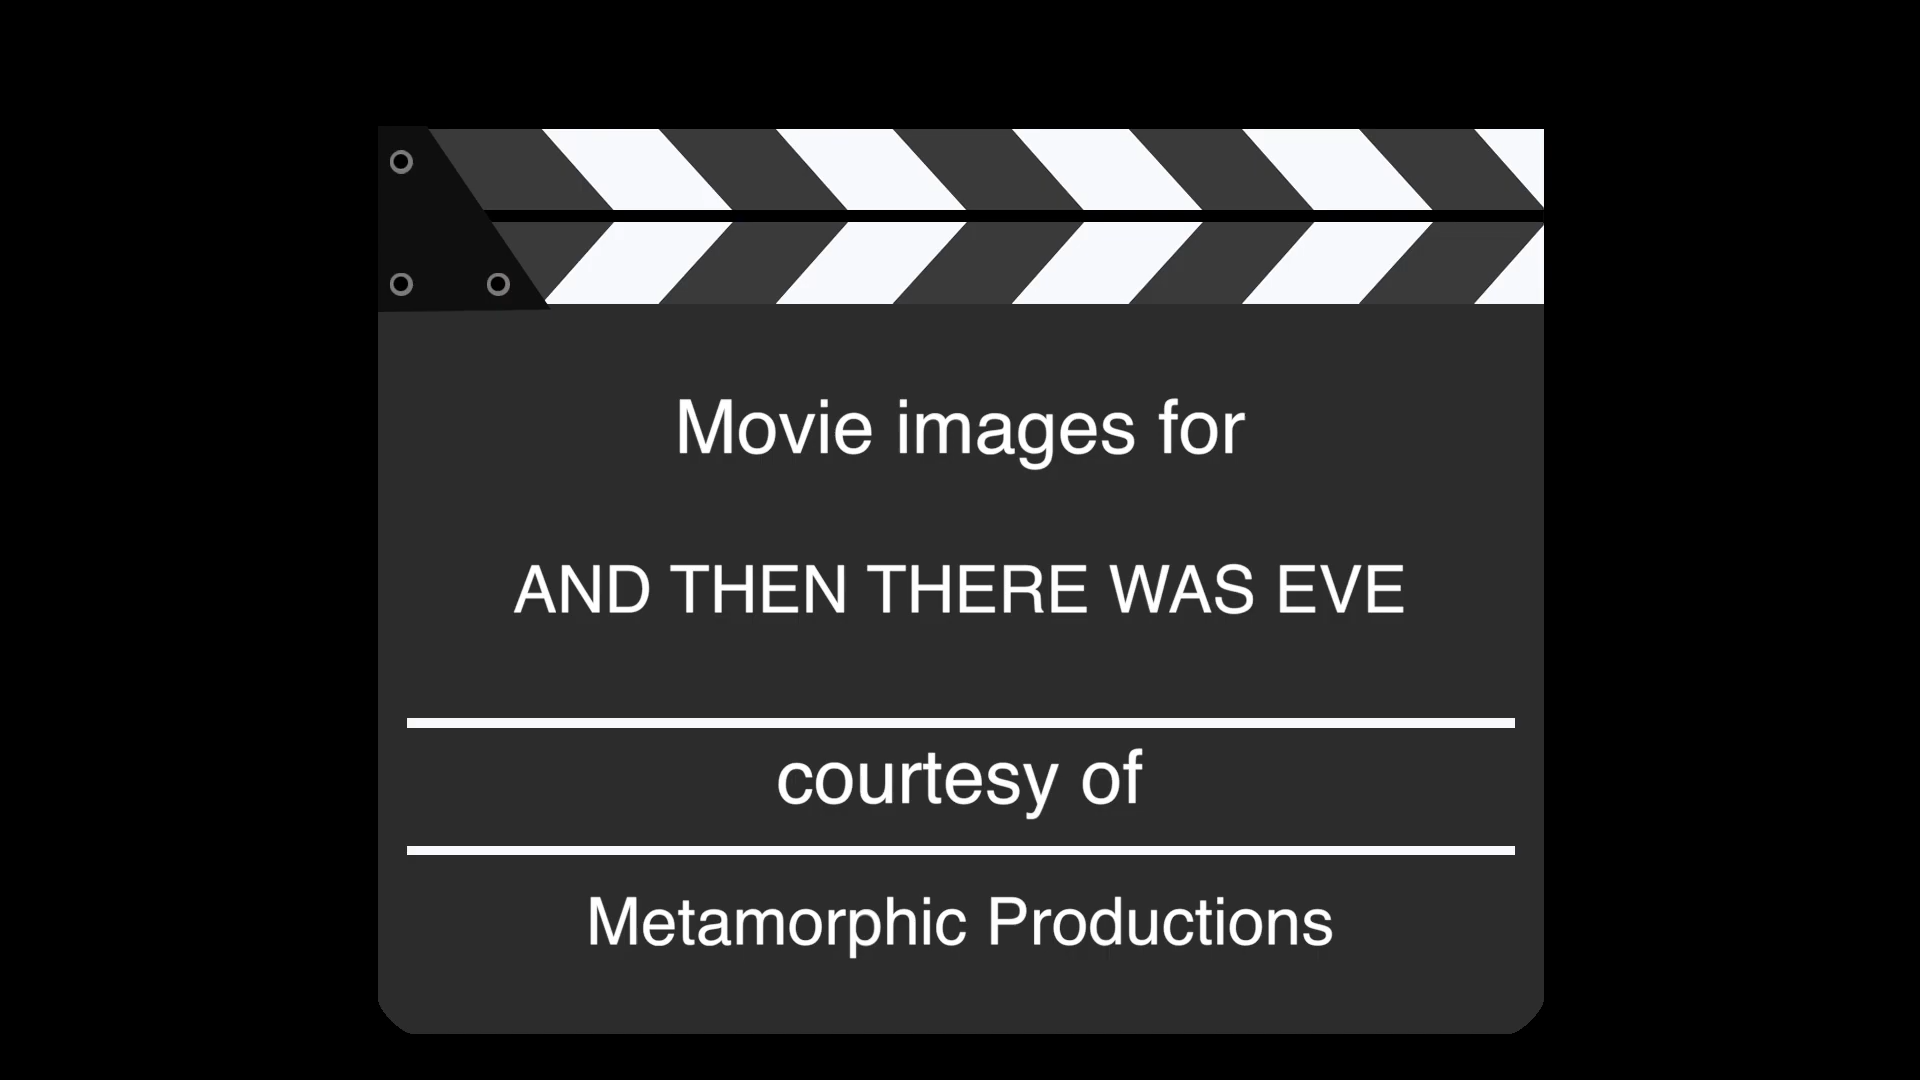 Movie images for
AND THEN THERE WAS EVE
courtesy of
Metamorphic Productions